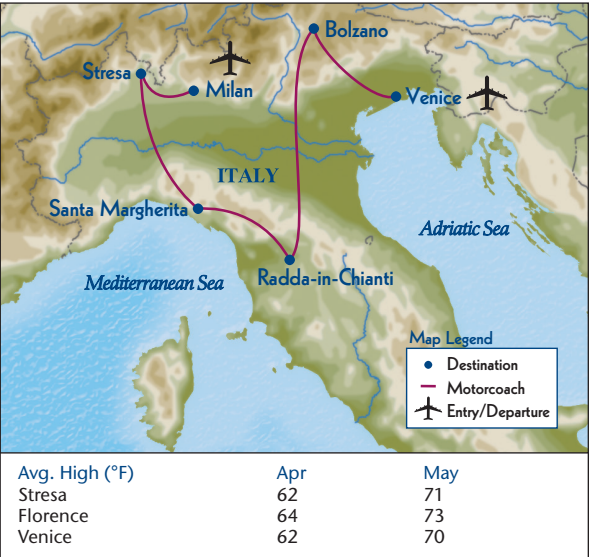 Bolzano
Stresa
Milan
Venice
ITALY
Santa Margherita
Adriatic Sea
Radda-in-Chianti
Mediterranean Sea
Map Legend
Destination
Motorcoach
Entry/Departure
Avg. High (°F) Apr May
Stresa 62 71
Florence 64 73
Venice 62 70